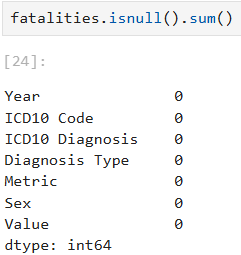 fatalities.isnull().sum()
[24]:
Year 0
ICD10 Code 0
ICD10 Diagnosis 0
Diagnosis Type 0
Metric 0
Sex 0
Value 0
dtype: int64